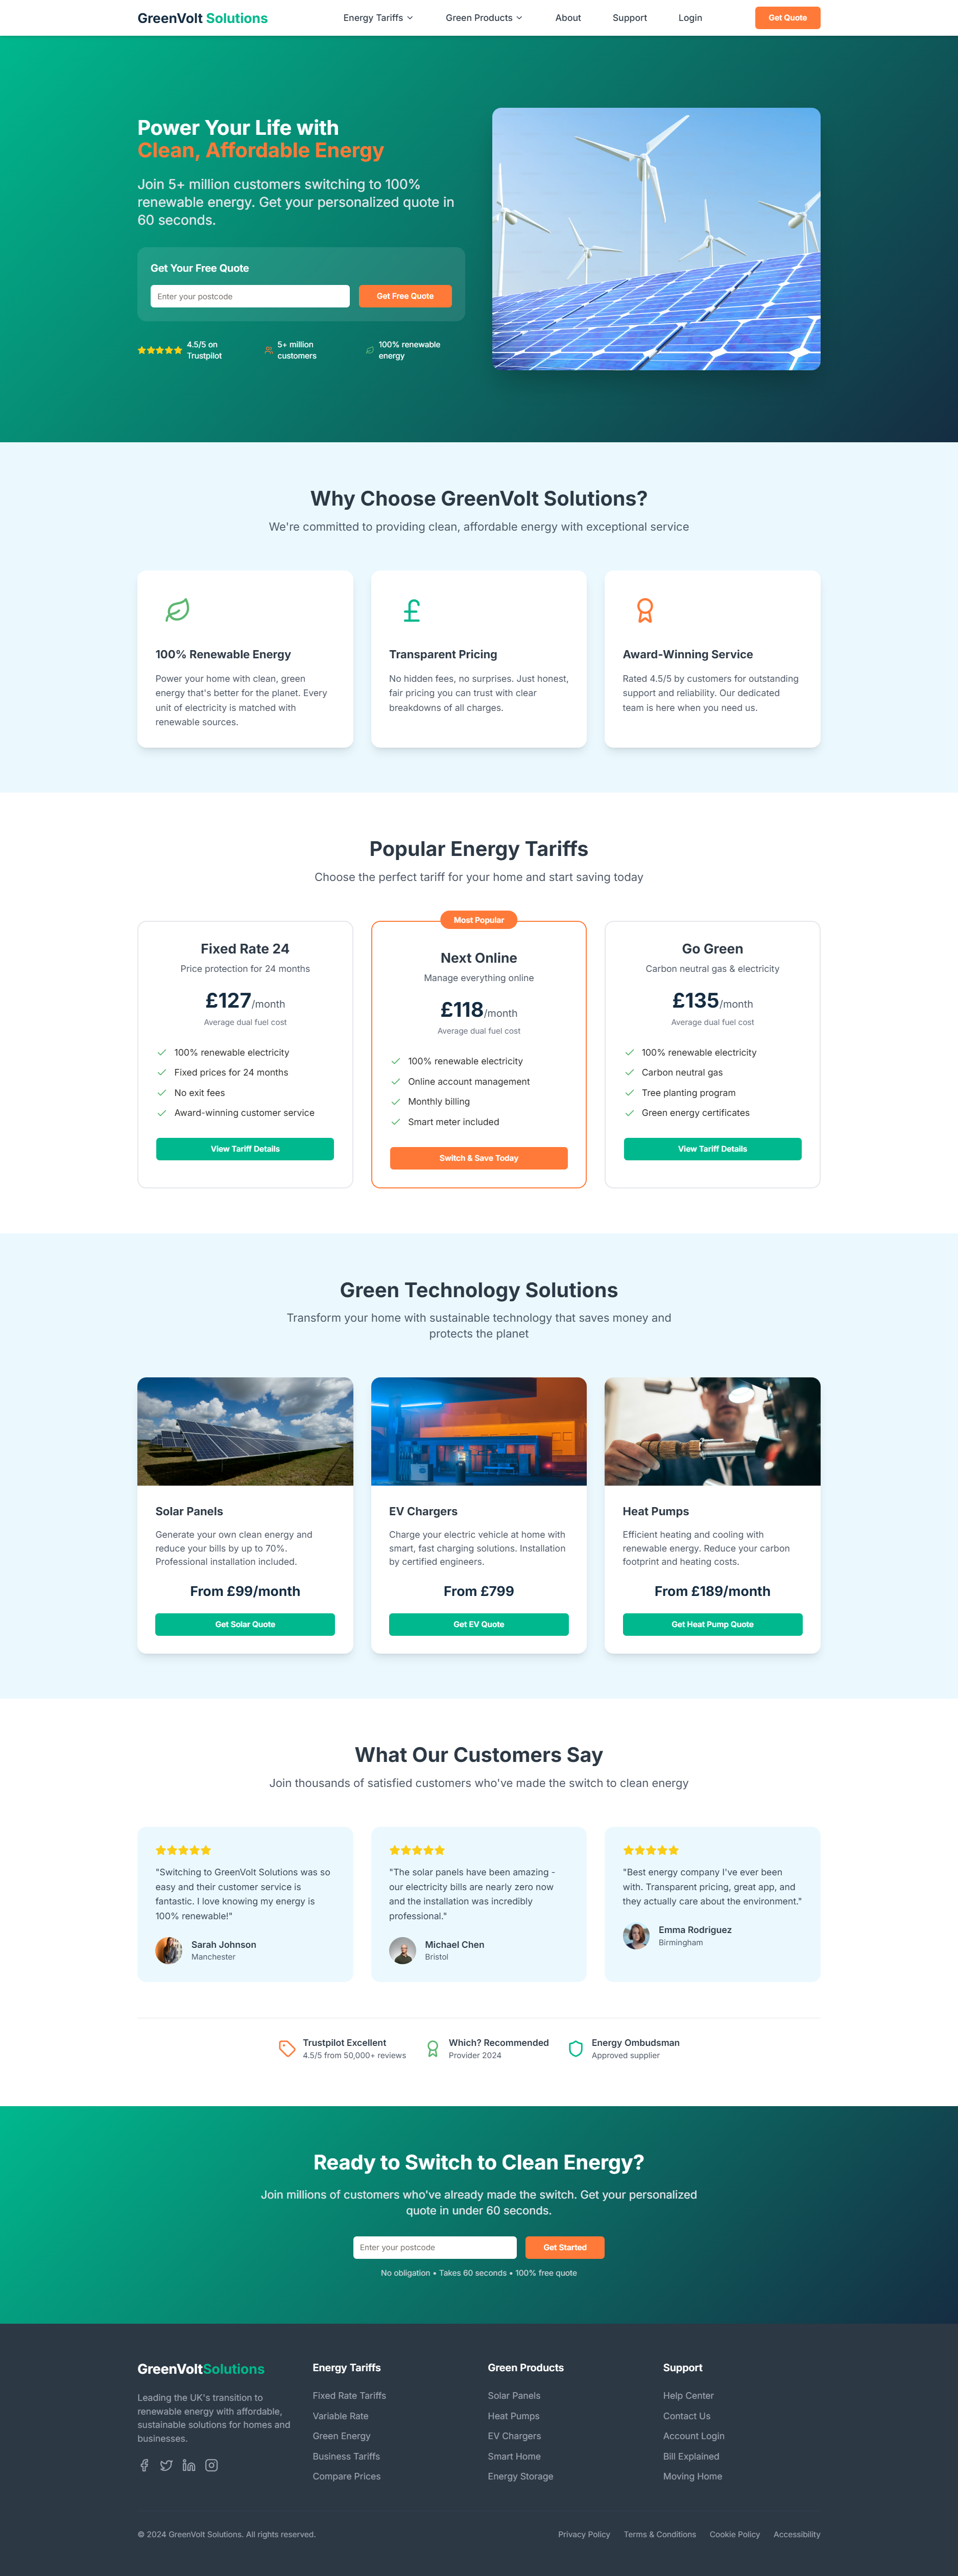 GreenVolt Solutions
Energy Tariffs
Green Products
About
Support
Login
Get Quote
Power Your Life with
Clean, Affordable Energy
Join 5+ million customers switching to 100%
renewable energy. Get your personalized quote in
60 seconds.
Get Your Free Quote
Enter your postcode
Get Free Quote
4.5/5 on
Trustpilot
5+ million
customers
100% renewable
energy
Why Choose GreenVolt Solutions?
We're committed to providing clean, affordable energy with exceptional service
100% Renewable Energy
Power your home with clean, green
energy that's better for the planet. Every
unit of electricity is matched with
renewable sources.
Transparent Pricing
No hidden fees, no surprises. Just honest,
fair pricing you can trust with clear
breakdowns of all charges.
Award-Winning Service
Rated 4.5/5 by customers for outstanding
support and reliability. Our dedicated
team is here when you need us.
Popular Energy Tariffs
Choose the perfect tariff for your home and start saving today
Fixed Rate 24
Price protection for 24 months
£127/month
Average dual fuel cost
100% renewable electricity
Fixed prices for 24 months
No exit fees
Award-winning customer service
View Tariff Details
Most Popular
Next Online
Manage everything online
£118/month
Average dual fuel cost
100% renewable electricity
Online account management
Monthly billing
Smart meter included
Switch & Save Today
Go Green
Carbon neutral gas & electricity
£135/month
Average dual fuel cost
100% renewable electricity
Carbon neutral gas
Tree planting program
Green energy certificates
View Tariff Details
Green Technology Solutions
Transform your home with sustainable technology that saves money and
protects the planet
Solar Panels
Generate your own clean energy and
reduce your bills by up to 70%.
Professional installation included.
From £99/month
Get Solar Quote
EV Chargers
Charge your electric vehicle at home with
smart, fast charging solutions. Installation
by certified engineers.
From £799
Get EV Quote
Heat Pumps
Efficient heating and cooling with
renewable energy. Reduce your carbon
footprint and heating costs.
From £189/month
Get Heat Pump Quote
What Our Customers Say
Join thousands of satisfied customers who've made the switch to clean energy
"Switching to GreenVolt Solutions was so
easy and their customer service is
fantastic. I love knowing my energy is
100% renewable!"
Sarah Johnson
Manchester
"The solar panels have been amazing -
our electricity bills are nearly zero now
and the installation was incredibly
professional."
Michael Chen
Bristol
"Best energy company I've ever been
with. Transparent pricing, great app, and
they actually care about the environment."
Emma Rodriguez
Birmingham
Trustpilot Excellent
4.5/5 from 50,000+ reviews
Which? Recommended
Provider 2024
Energy Ombudsman
Approved supplier
Ready to Switch to Clean Energy?
Join millions of customers who've already made the switch. Get your personalized
quote in under 60 seconds.
Enter your postcode
Get Started
No obligation • Takes 60 seconds • 100% free quote
GreenVoltSolutions
Leading the UK's transition to
renewable energy with affordable,
sustainable solutions for homes and
businesses.
Energy Tariffs
Fixed Rate Tariffs
Variable Rate
Green Energy
Business Tariffs
Compare Prices
Green Products
Solar Panels
Heat Pumps
EV Chargers
Smart Home
Energy Storage
Support
Help Center
Contact Us
Account Login
Bill Explained
Moving Home
© 2024 GreenVolt Solutions. All rights reserved.
Privacy Policy
Terms & Conditions
Cookie Policy
Accessibility